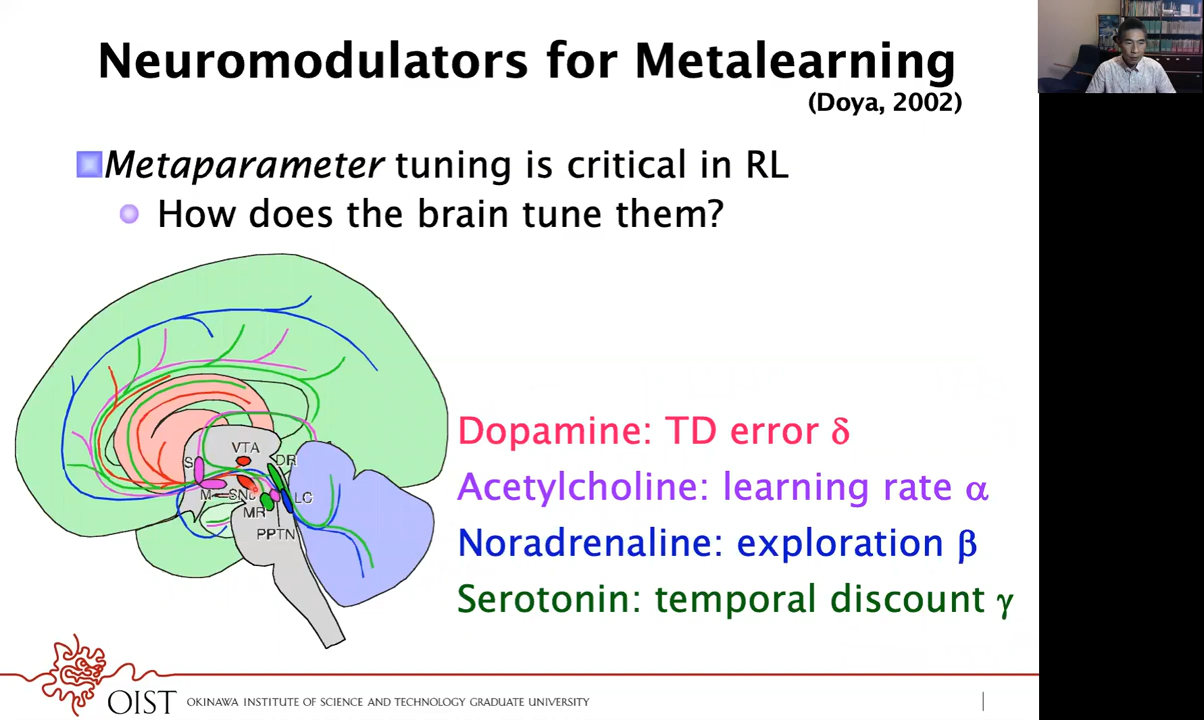 Neuromodulators for Metalearning
(Doya, 2002)
Metaparameter tuning is critical in RL
How does the brain tune them?
VTA
S
DR
M
SNc
LC
MR
PPTN
Dopamine: TD error δ
Acetylcholine: learning rate α
Noradrenaline: exploration β
Serotonin: temporal discount γ
OIST OKINAWA INSTITUTE OF SCIENCE AND TECHNOLOGY GRADUATE UNIVERSITY